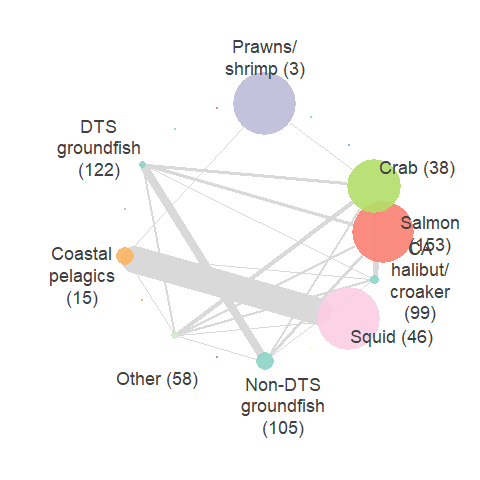 Prawns/
shrimp (3)
DTS
groundfish
(122)
Crab (38)
Salmon
(153)
CA
halibut/
croaker
(99)
Coastal
pelagics
(15)
Squid (46)
Other (58)
Non-DTS
groundfish
(105)